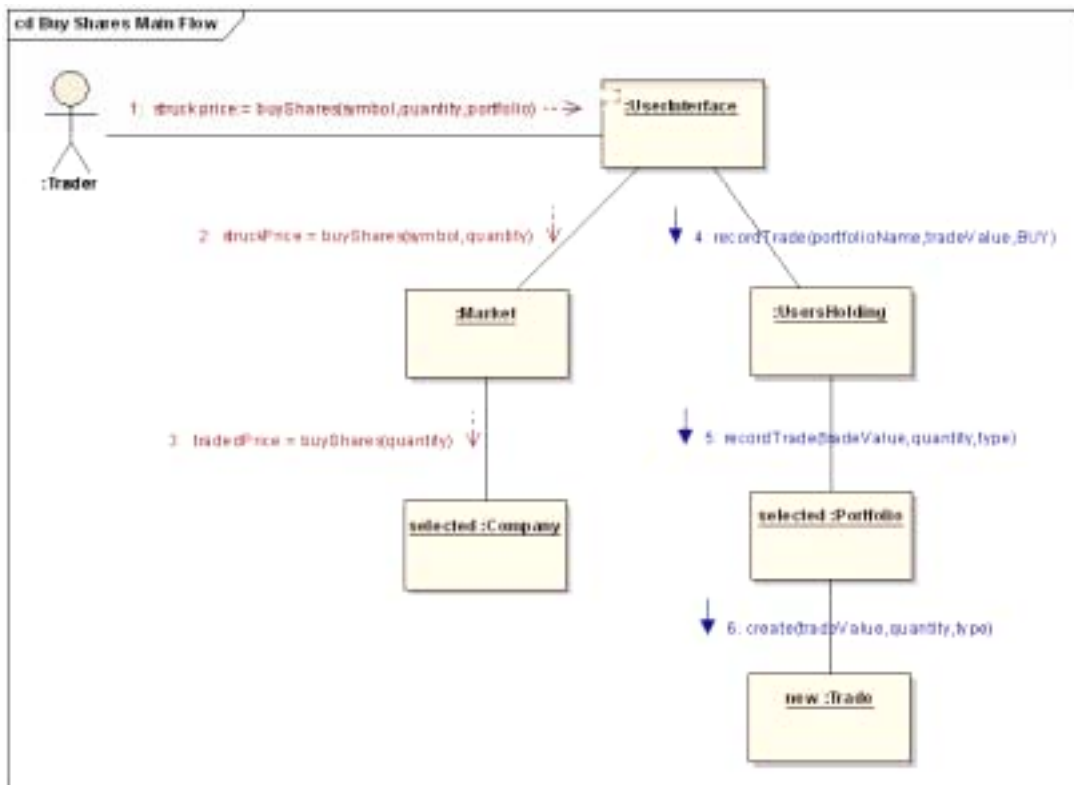 cd Buy Shares Main Flow
1: struckprice:= buyShares(symbol,quantity,portfolio)
:UserInterface
:Trader
2: struckPrice = buyShares(symbol,quantity)
4: recordTrade(portfolioName,tradeValue,BUY)
:Market
:UsersHolding
3: tradedPrice = buyShares(quantity)
5: recordTrade(tradeValue,quantity,type)
selected :Company
selected :Portfolio
6: create(tradeValue,quantity,type)
new :Trade